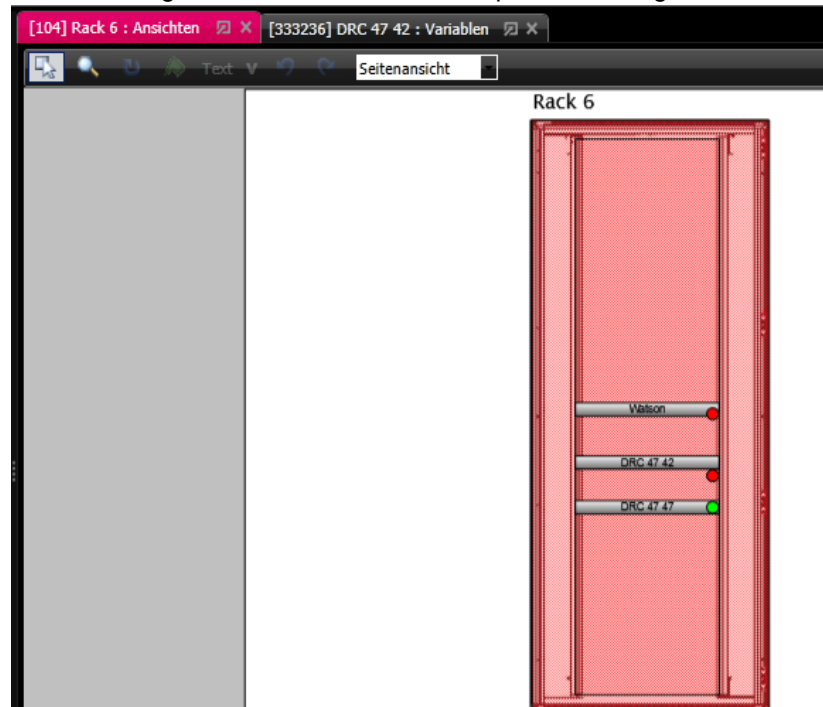 [104] Rack 6 : Ansichten [333236] DRC 47 42 : Variablen
Text V Seitenansicht
Rack 6
Watson
DRC 47 42
DRC 47 47